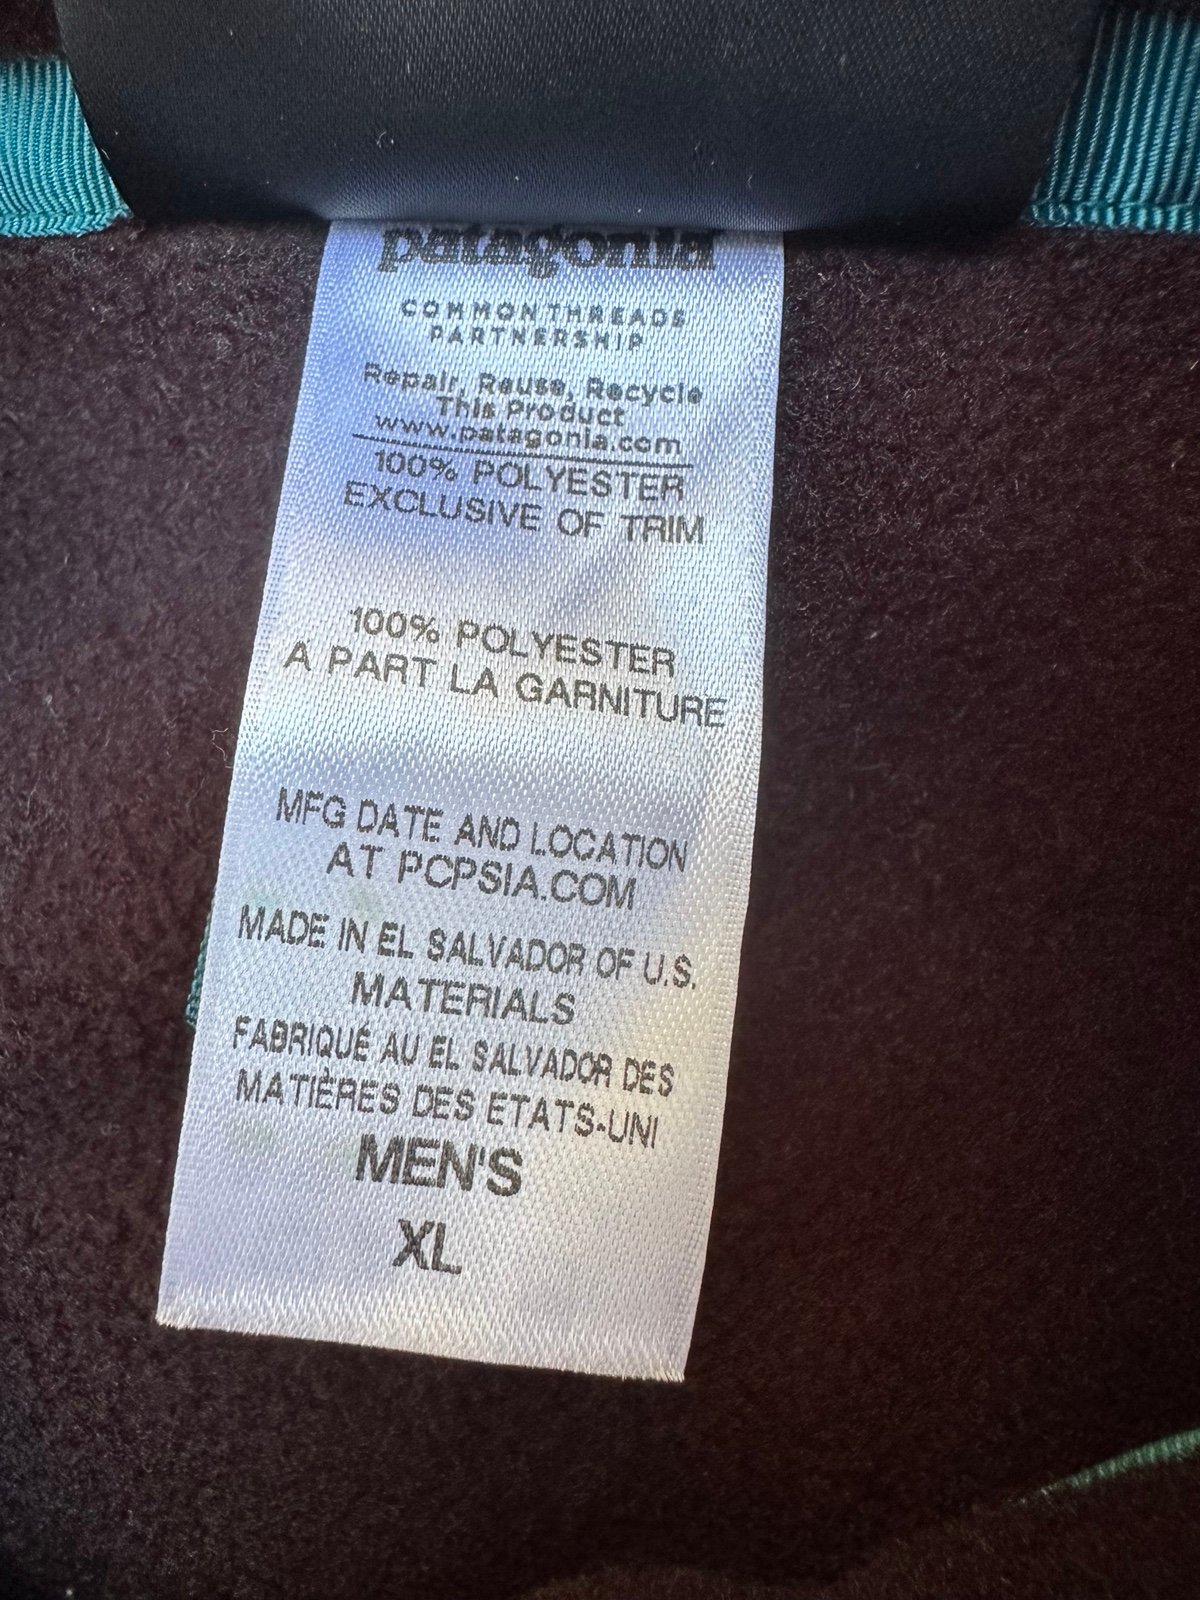 patagonia
COMMON THREADS
PARTNERSHIP
Repair, Reuse, Recycle
This Product
www.patagonia.com
100% POLYESTER
EXCLUSIVE OF TRIM
100% POLYESTER
A PART LA GARNITURE
MFG DATE AND LOCATION
AT PCPSIA.COM
MADE IN EL SALVADOR OF U.S.
MATERIALS
FABRIQUÉ AU EL SALVADOR DES
MATIÈRES DES ETATS-UNI
MEN'S
XL